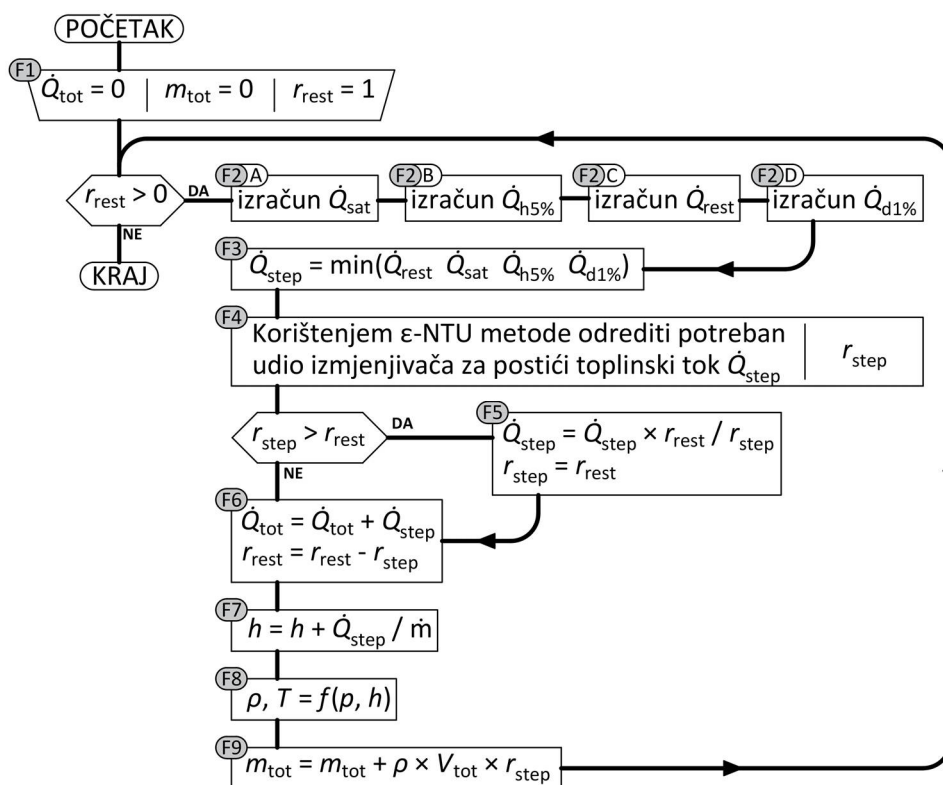 POČETAK
F1
Q̇tot = 0 | mtot = 0 | rrest = 1
rrest > 0
DA
NE
KRAJ
F2 A
izračun Q̇sat
F2 B
izračun Q̇h5%
F2 C
izračun Q̇rest
F2 D
izračun Q̇d1%
F3
Q̇step = min(Q̇rest Q̇sat Q̇h5% Q̇d1%)
F4
Korištenjem ε-NTU metode odrediti potreban
udio izmjenjivača za postići toplinski tok Q̇step | rstep
rstep > rrest
DA
NE
F5
Q̇step = Q̇step × rrest / rstep
rstep = rrest
F6
Q̇tot = Q̇tot + Q̇step
rrest = rrest - rstep
F7
h = h + Q̇step / ṁ
F8
ρ, T = f(p, h)
F9
mtot = mtot + ρ × Vtot × rstep